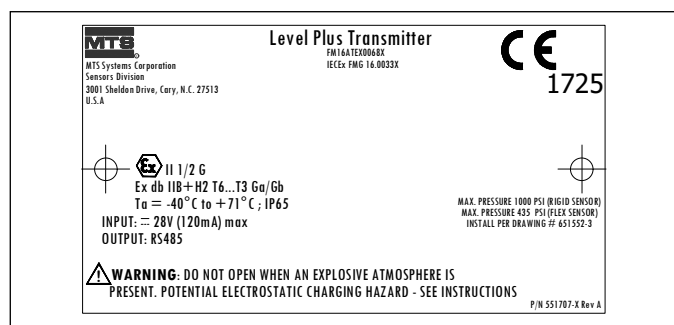 MTS
Level Plus Transmitter
FM16ATEX0068X
IECEx FMG 16.0033X
CE
1725
MTS Systems Corporation
Sensors Division
3001 Sheldon Drive, Cary, N.C. 27513
U.S.A
Ex II 1/2 G
Ex db IIB+H2 T6...T3 Ga/Gb
Ta = -40°C to +71°C ; IP65
INPUT: ⎓ 28V (120mA) max
OUTPUT: RS485
MAX. PRESSURE 1000 PSI (RIGID SENSOR)
MAX. PRESSURE 435 PSI (FLEX SENSOR)
INSTALL PER DRAWING # 651552-3
WARNING: DO NOT OPEN WHEN AN EXPLOSIVE ATMOSPHERE IS
PRESENT. POTENTIAL ELECTROSTATIC CHARGING HAZARD - SEE INSTRUCTIONS
P/N 551707-X Rev A